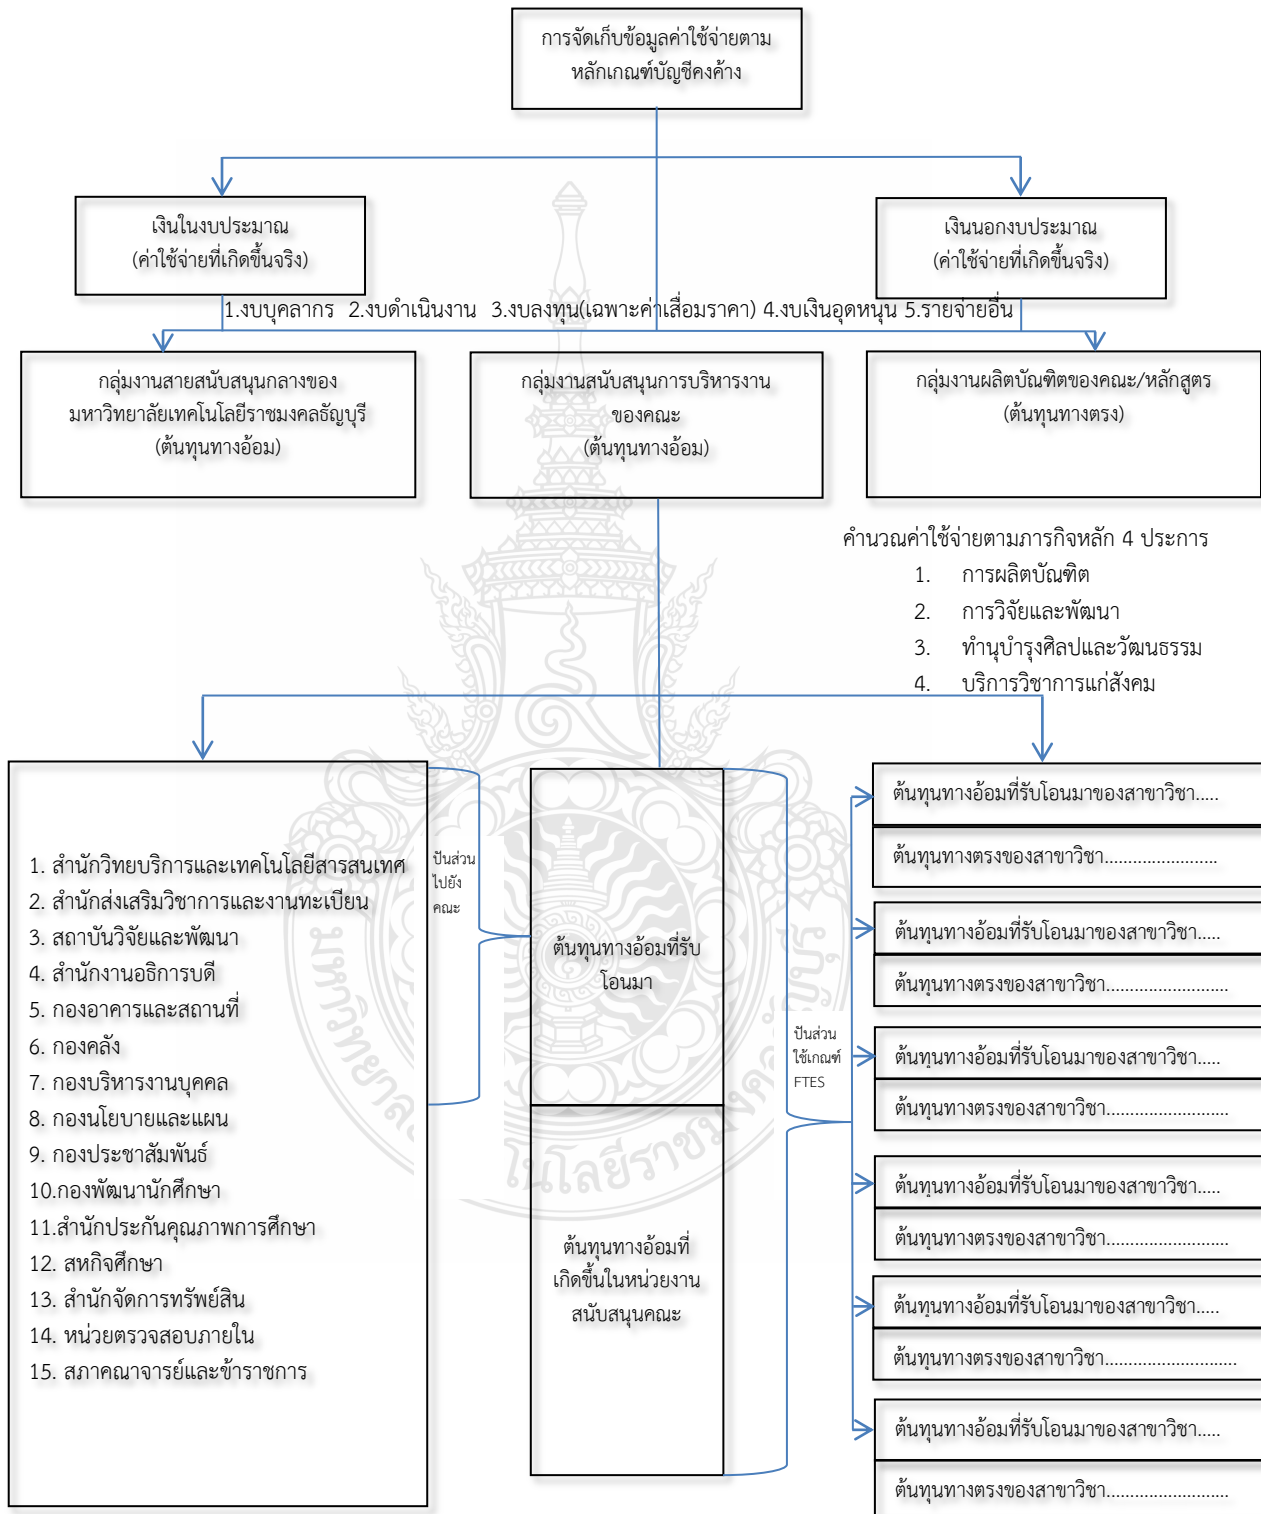 การจัดเก็บข้อมูลค่าใช้จ่ายตาม
หลักเกณฑ์บัญชีคงค้าง
เงินในงบประมาณ
(ค่าใช้จ่ายที่เกิดขึ้นจริง)
เงินนอกงบประมาณ
(ค่าใช้จ่ายที่เกิดขึ้นจริง)
1.งบบุคลากร 2.งบดำเนินงาน 3.งบลงทุน(เฉพาะค่าเสื่อมราคา) 4.งบเงินอุดหนุน 5.รายจ่ายอื่น
กลุ่มงานสายสนับสนุนกลางของ
มหาวิทยาลัยเทคโนโลยีราชมงคลธัญบุรี
(ต้นทุนทางอ้อม)
กลุ่มงานสนับสนุนการบริหารงาน
ของคณะ
(ต้นทุนทางอ้อม)
กลุ่มงานผลิตบัณฑิตของคณะ/หลักสูตร
(ต้นทุนทางตรง)
คำนวณค่าใช้จ่ายตามภารกิจหลัก 4 ประการ
1. การผลิตบัณฑิต
2. การวิจัยและพัฒนา
3. ทำนุบำรุงศิลปและวัฒนธรรม
4. บริการวิชาการแก่สังคม
1. สำนักวิทยบริการและเทคโนโลยีสารสนเทศ
2. สำนักส่งเสริมวิชาการและงานทะเบียน
3. สถาบันวิจัยและพัฒนา
4. สำนักงานอธิการบดี
5. กองอาคารและสถานที่
6. กองคลัง
7. กองบริหารงานบุคคล
8. กองนโยบายและแผน
9. กองประชาสัมพันธ์
10.กองพัฒนานักศึกษา
11.สำนักประกันคุณภาพการศึกษา
12. สหกิจศึกษา
13. สำนักจัดการทรัพย์สิน
14. หน่วยตรวจสอบภายใน
15. สภาคณาจารย์และข้าราชการ
ปันส่วน
ไปยัง
คณะ
ต้นทุนทางอ้อมที่รับ
โอนมา
ต้นทุนทางอ้อมที่
เกิดขึ้นในหน่วยงาน
สนับสนุนคณะ
ปันส่วน
ใช้เกณฑ์
FTES
ต้นทุนทางอ้อมที่รับโอนมาของสาขาวิชา.....
ต้นทุนทางตรงของสาขาวิชา.......................
ต้นทุนทางอ้อมที่รับโอนมาของสาขาวิชา.....
ต้นทุนทางตรงของสาขาวิชา.........................
ต้นทุนทางอ้อมที่รับโอนมาของสาขาวิชา.....
ต้นทุนทางตรงของสาขาวิชา.........................
ต้นทุนทางอ้อมที่รับโอนมาของสาขาวิชา.....
ต้นทุนทางตรงของสาขาวิชา.........................
ต้นทุนทางอ้อมที่รับโอนมาของสาขาวิชา.....
ต้นทุนทางตรงของสาขาวิชา...........................
ต้นทุนทางอ้อมที่รับโอนมาของสาขาวิชา.....
ต้นทุนทางตรงของสาขาวิชา.........................